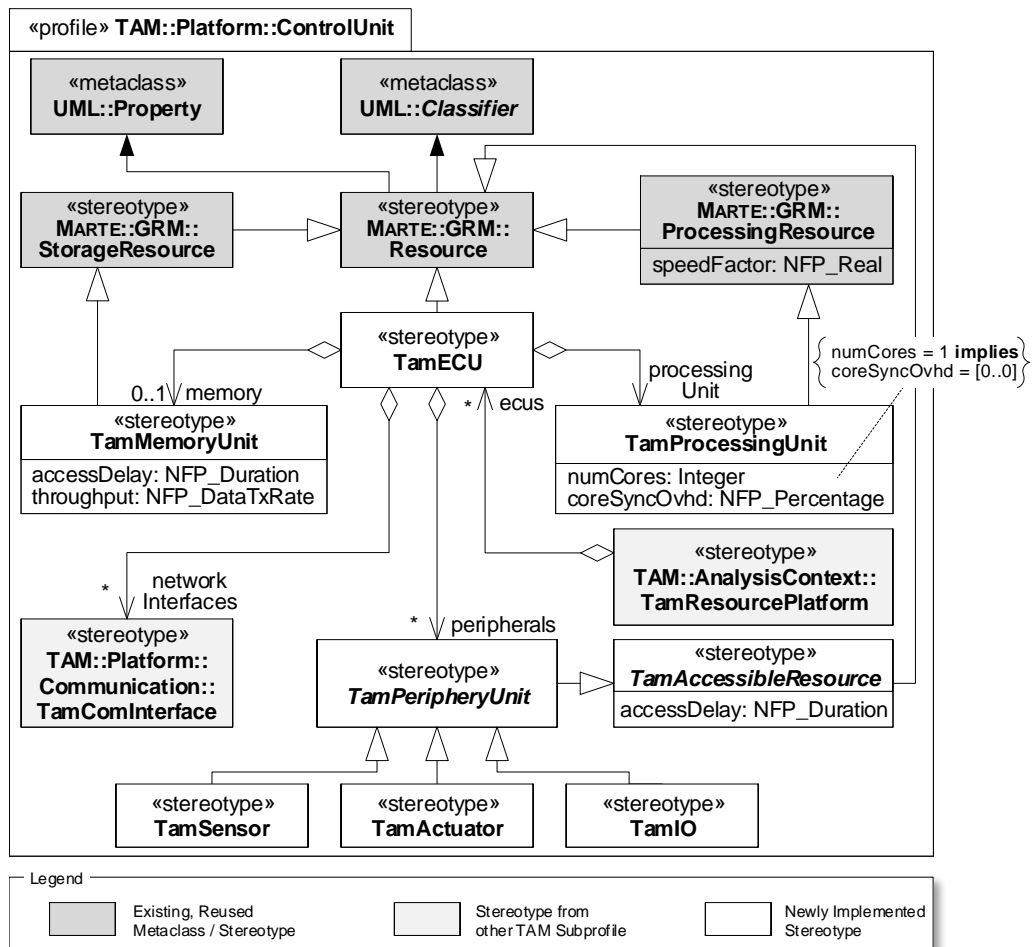 «profile» TAM::Platform::ControlUnit
«metaclass»
UML::Property
«metaclass»
UML::Classifier
«stereotype»
MARTE::GRM::
StorageResource
«stereotype»
MARTE::GRM::
Resource
«stereotype»
MARTE::GRM::
ProcessingResource
speedFactor: NFP_Real
«stereotype»
TamECU
{ numCores = 1 implies
coreSyncOvhd = [0..0] }
0..1 memory
processing
Unit
* ecus
«stereotype»
TamMemoryUnit
accessDelay: NFP_Duration
throughput: NFP_DataTxRate
«stereotype»
TamProcessingUnit
numCores: Integer
coreSyncOvhd: NFP_Percentage
«stereotype»
TAM::AnalysisContext::
TamResourcePlatform
* network
Interfaces
* peripherals
«stereotype»
TAM::Platform::
Communication::
TamComInterface
«stereotype»
TamPeripheryUnit
«stereotype»
TamAccessibleResource
accessDelay: NFP_Duration
«stereotype»
TamSensor
«stereotype»
TamActuator
«stereotype»
TamIO
Legend
Existing, Reused
Metaclass / Stereotype
Stereotype from
other TAM Subprofile
Newly Implemented
Stereotype